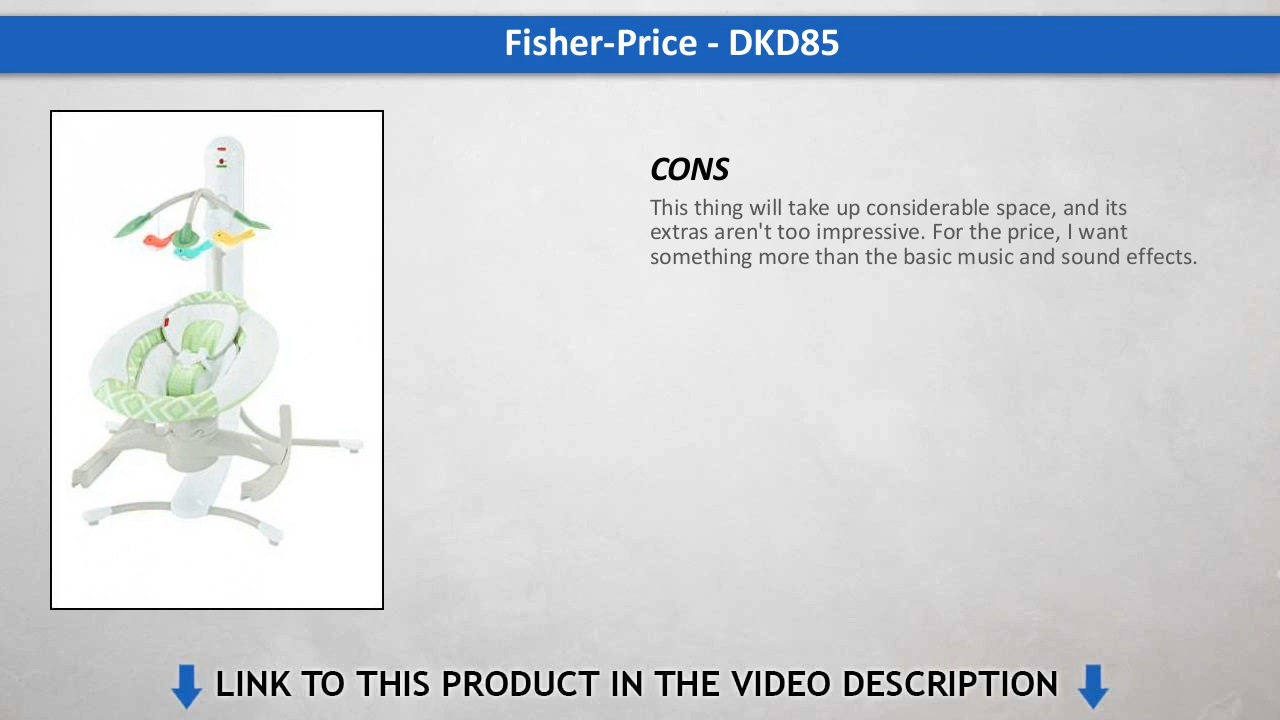 Fisher-Price - DKD85
CONS
This thing will take up considerable space, and its
extras aren't too impressive. For the price, I want
something more than the basic music and sound effects.
LINK TO THIS PRODUCT IN THE VIDEO DESCRIPTION